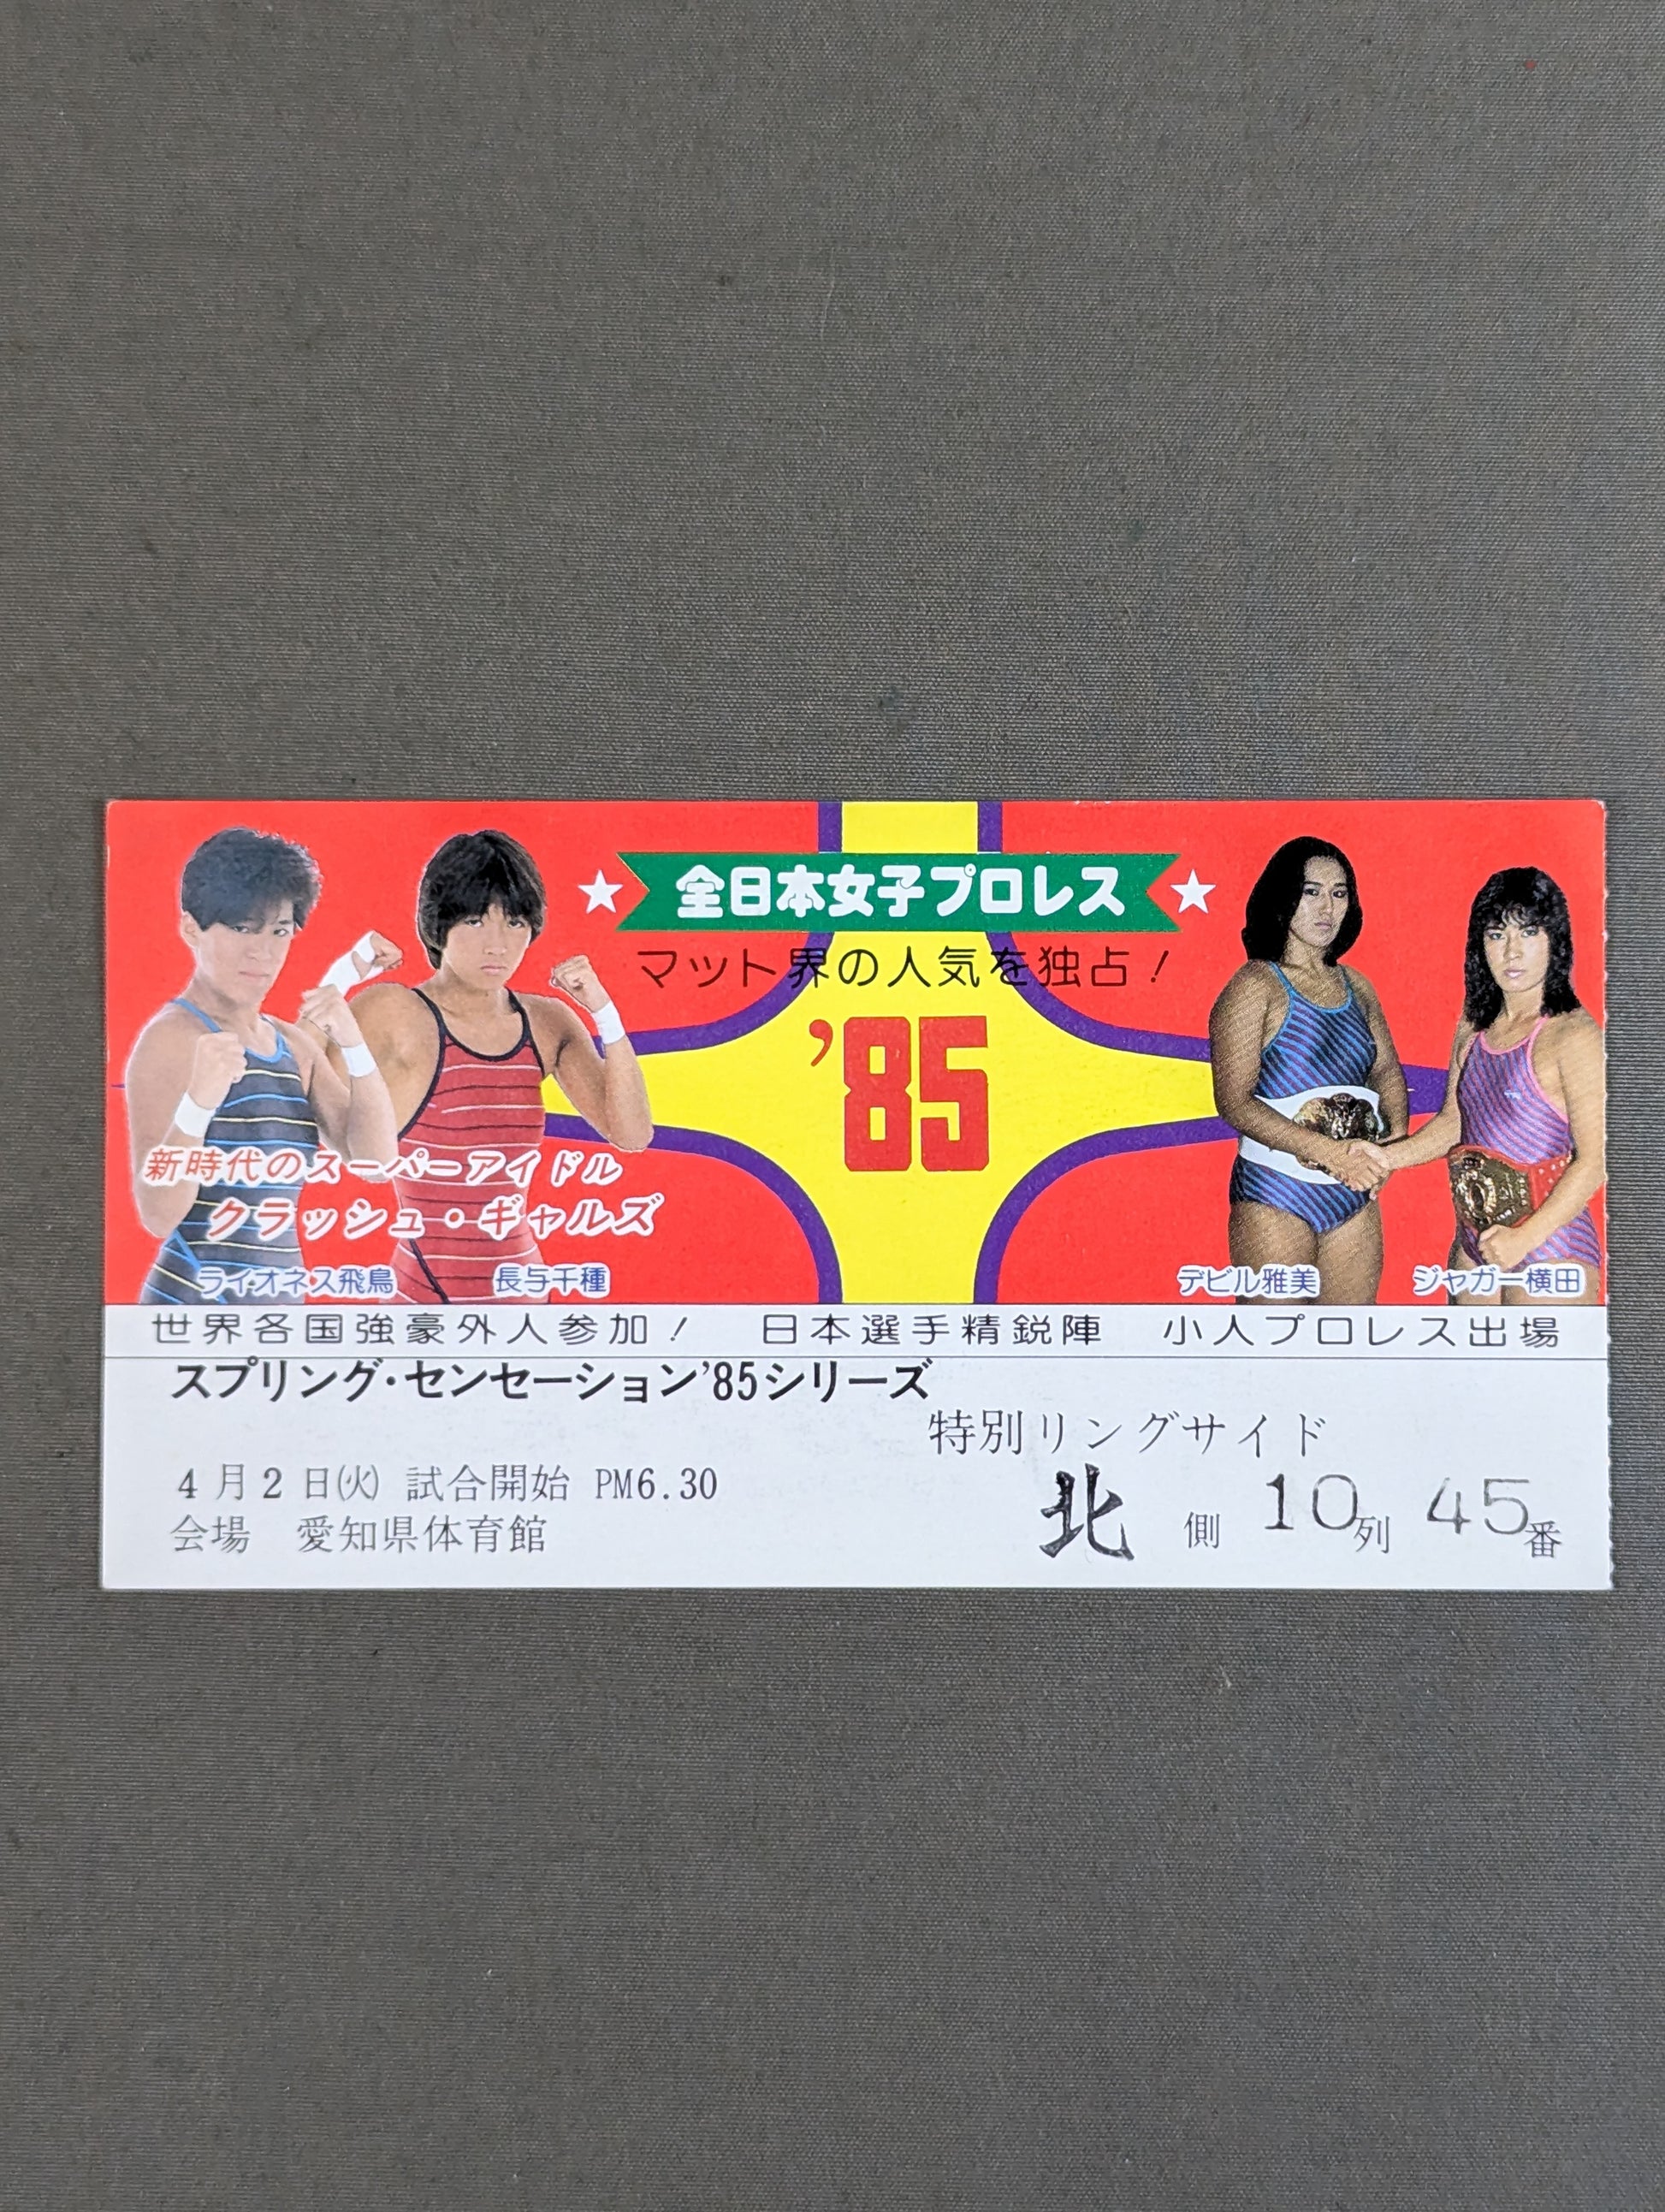 全日本女子プロレス
マット界の人気を独占！
'85
新時代のスーパーアイドル
クラッシュ・ギャルズ
ライオネス飛鳥 長与千種
デビル雅美 ジャガー横田
世界各国強豪外人参加！ 日本選手精鋭陣 小人プロレス出場
スプリング・センセーション'85シリーズ
特別リングサイド
4月2日㈫ 試合開始 PM6.30
会場 愛知県体育館
北側 10列 45番